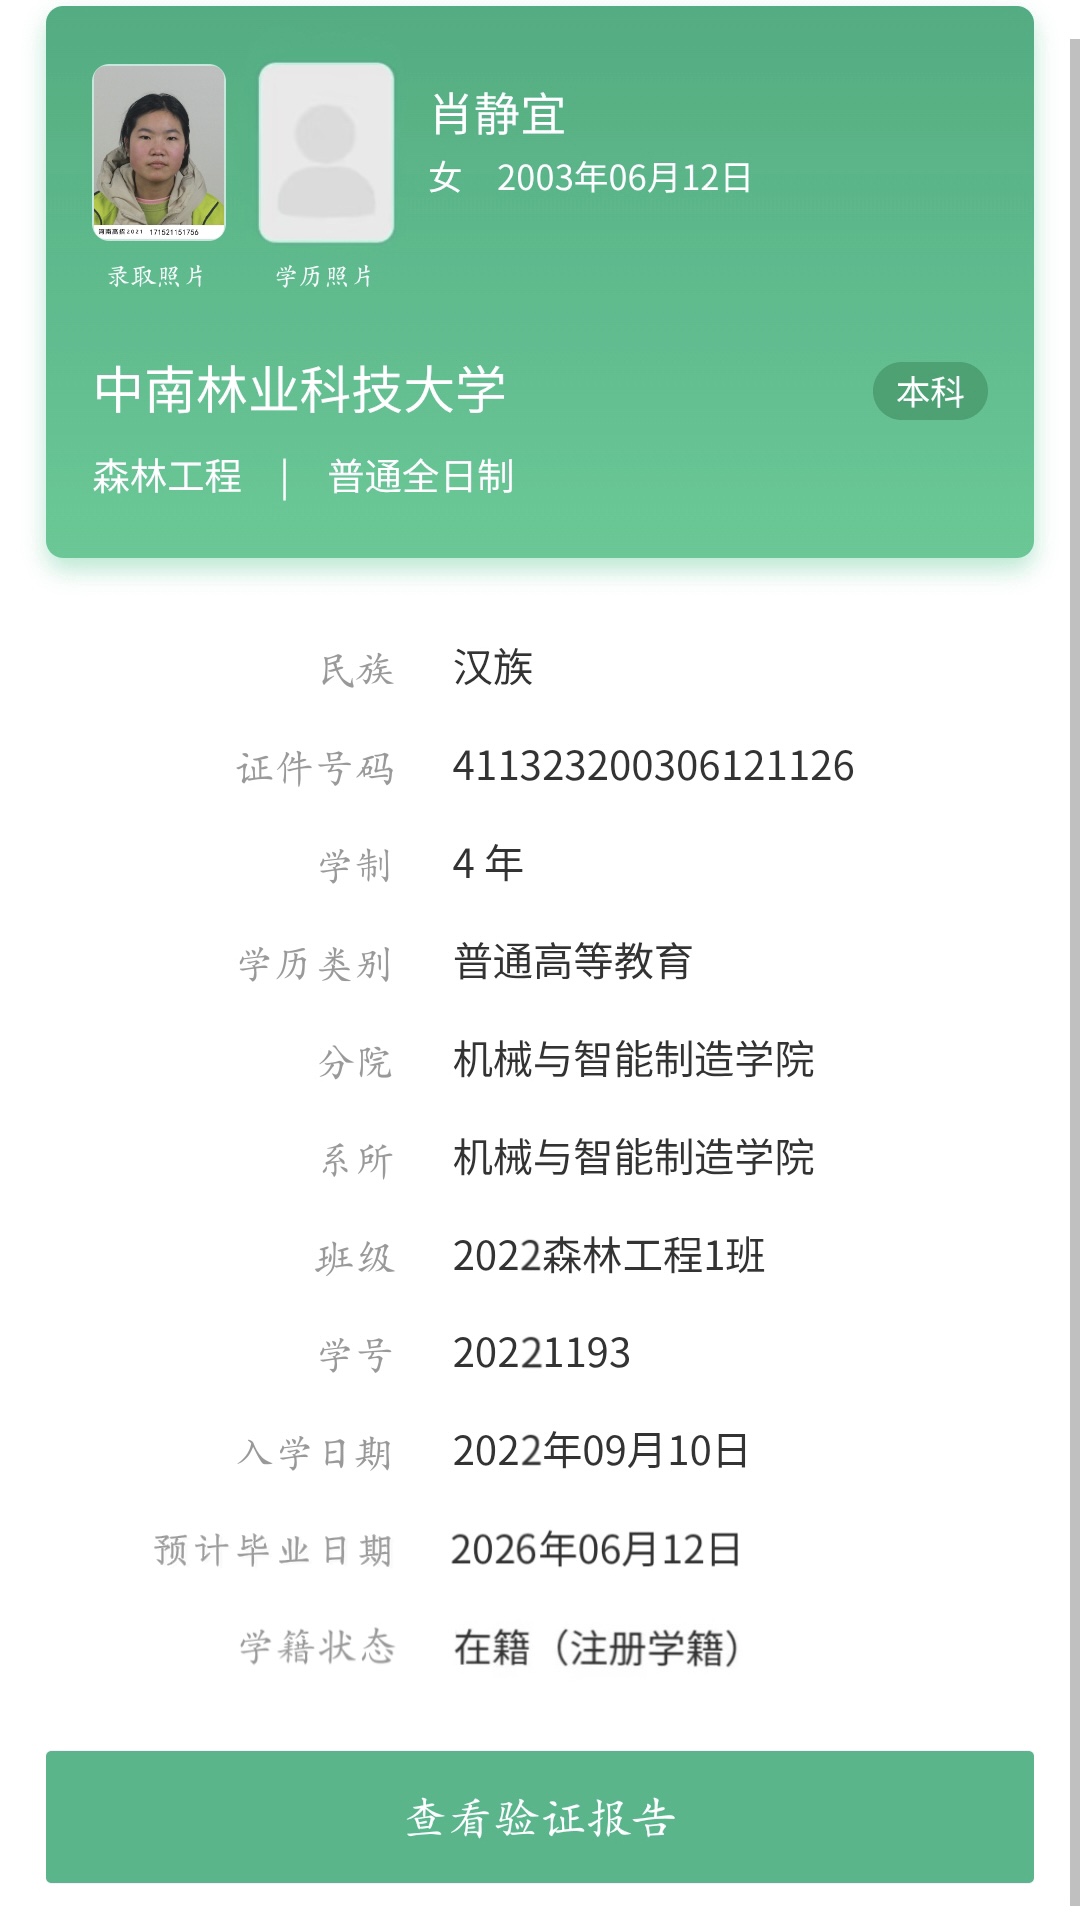 肖静宜
女 2003年06月12日
河南高招2021 171521151756
录取照片 学历照片
中南林业科技大学 本科
森林工程 | 普通全日制
民族 汉族
证件号码 411323200306121126
学制 4 年
学历类别 普通高等教育
分院 机械与智能制造学院
系所 机械与智能制造学院
班级 2022森林工程1班
学号 20221193
入学日期 2022年09月10日
预计毕业日期 2026年06月12日
学籍状态 在籍（注册学籍）
查看验证报告